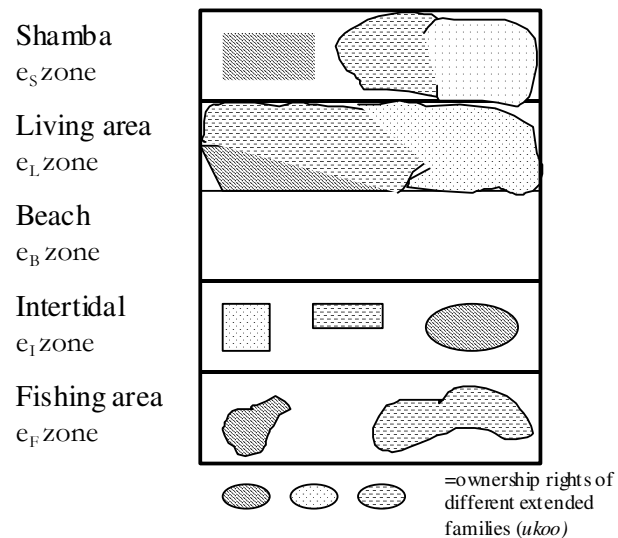 Shamba
eS zone
Living area
eL zone
Beach
eB zone
Intertidal
eI zone
Fishing area
eF zone
=ownership rights of
different extended
families (ukoo)